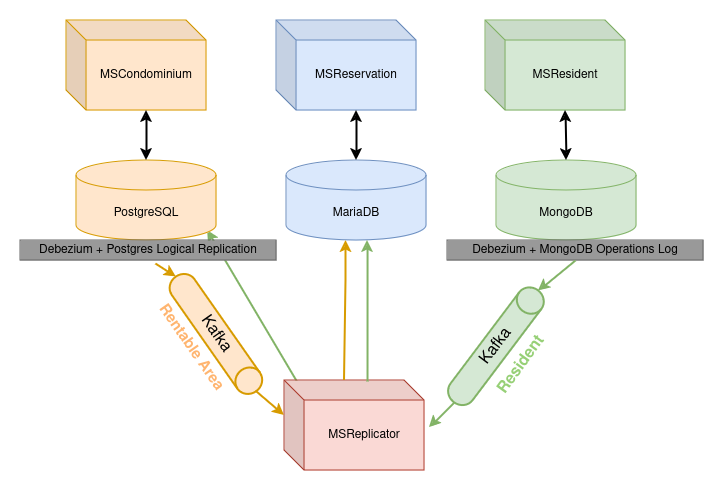 MSCondominium
MSReservation
MSResident
PostgreSQL
MariaDB
MongoDB
Debezium + Postgres Logical Replication
Debezium + MongoDB Operations Log
Kafka
Rentable Area
Kafka
Resident
MSReplicator